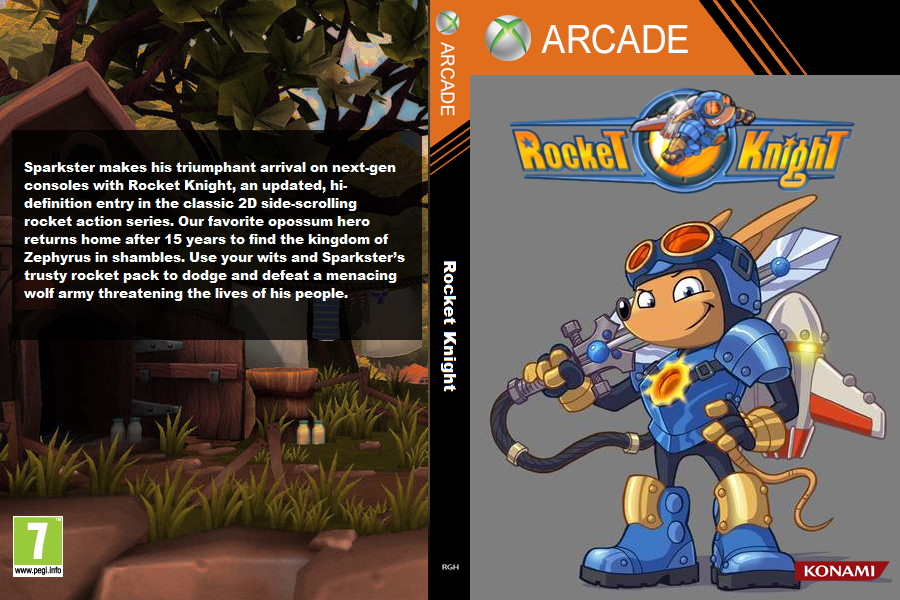 Sparkster makes his triumphant arrival on next-gen
consoles with Rocket Knight, an updated, hi-
definition entry in the classic 2D side-scrolling
rocket action series. Our favorite opossum hero
returns home after 15 years to find the kingdom of
Zephyrus in shambles. Use your wits and Sparkster’s
trusty rocket pack to dodge and defeat a menacing
wolf army threatening the lives of his people.
7
™
www.pegi.info
ARCADE
Rocket Knight
RGH
ARCADE
Rocket Knight
KONAMI